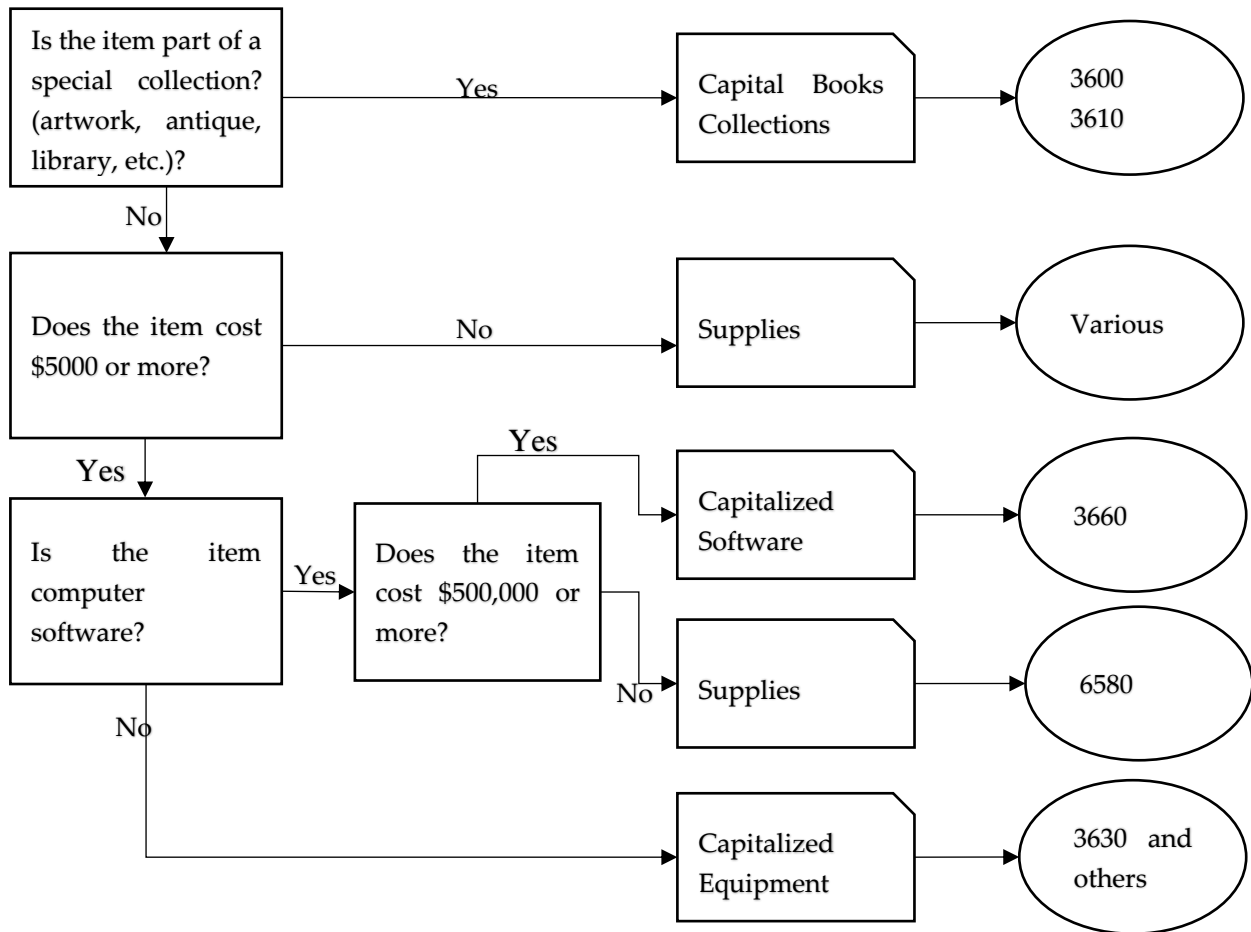 Is the item part of a
special collection?
(artwork, antique,
library, etc.)?
Yes
Capital Books
Collections
3600
3610
No
Does the item cost
$5000 or more?
No
Supplies
Various
Yes
Is the item
computer
software?
Yes
Does the item
cost $500,000 or
more?
Yes
Capitalized
Software
3660
No
Supplies
6580
No
Capitalized
Equipment
3630 and
others